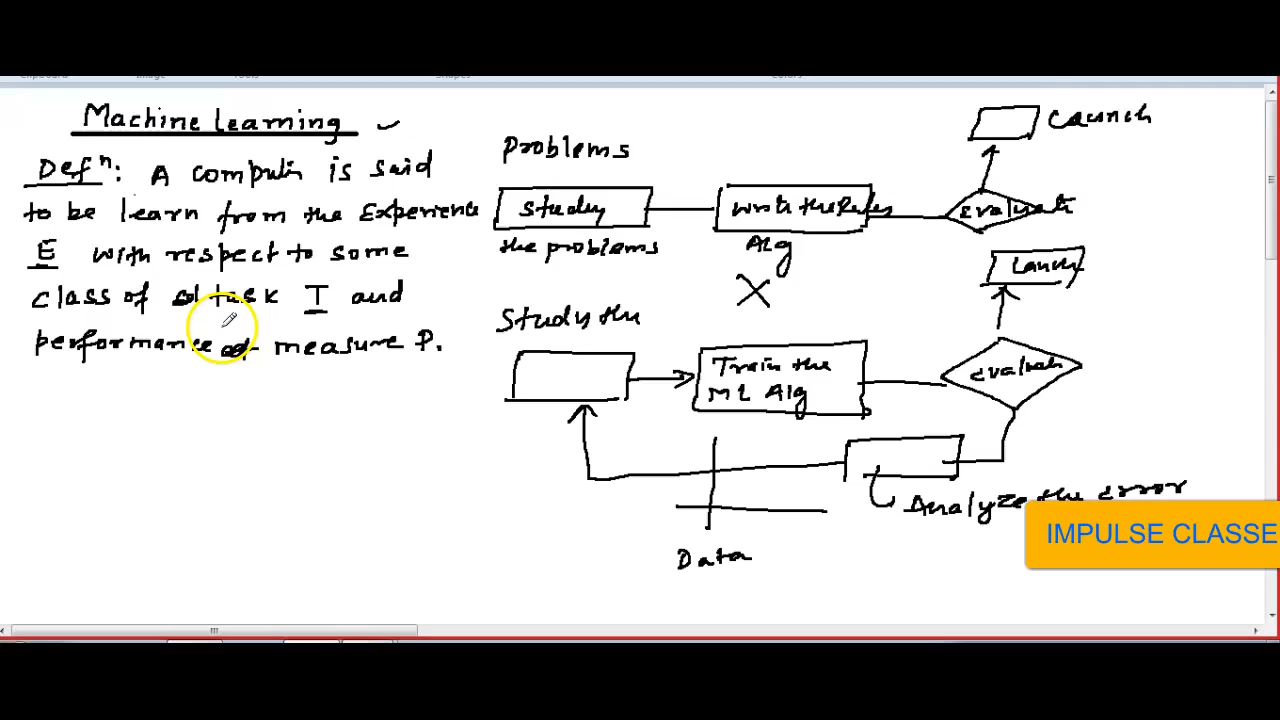 Machine Learning
Defn: A computer is said
to be learn from the Experience
E with respect to some
class of task T and
performance of measure P.
Problems
Study
the problems
Write the Rules
Alg
evaluate
Launch
Study the
Train the
ML Alg
evaluate
Launch
Analyze the error
Data
IMPULSE CLASSE